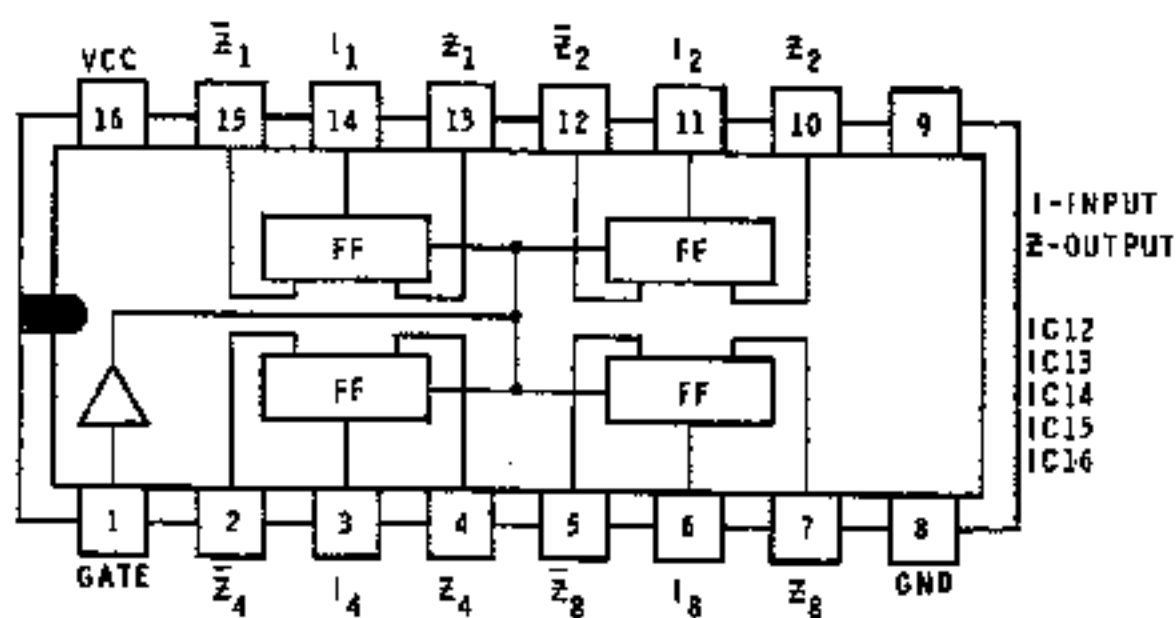 VCC Z̅₁ I₁ Z₁ Z̅₂ I₂ Z₂
16 15 14 13 12 11 10 9
FF FF
I-INPUT
Z-OUTPUT
FF FF
IC12
IC13
IC14
IC15
IC16
1 2 3 4 5 6 7 8
GATE Z̅₄ I₄ Z₄ Z̅₈ I₈ Z₈ GND